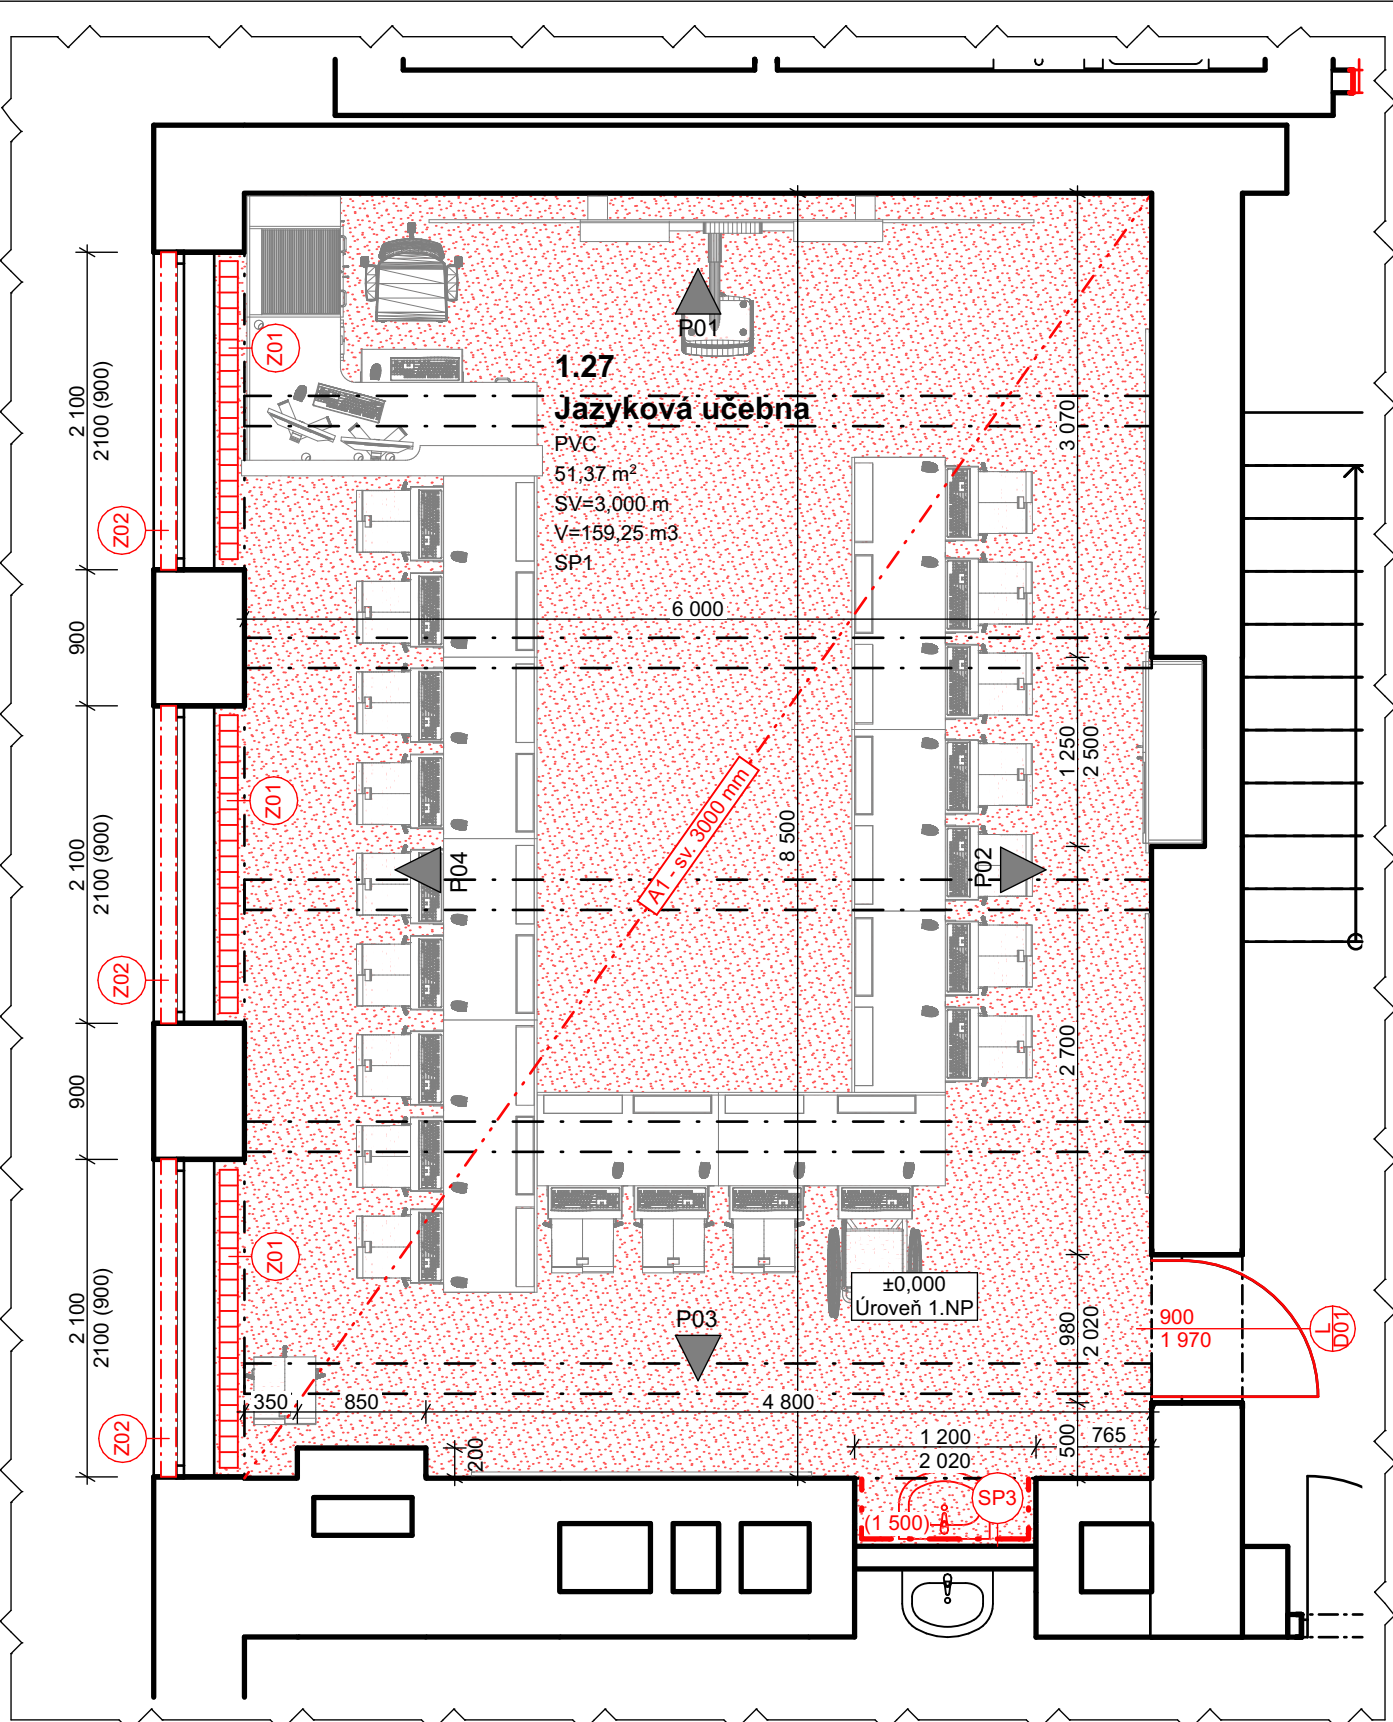 P01
1.27
Jazyková učebna
PVC
51,37 m²
SV=3,000 m
V=159,25 m3
SP1
Z01
Z02
2 100
2100 (900)
900
3 070
6 000
1 250
2 500
Z01
Z02
2 100
2100 (900)
900
A1 - sv. 3000 mm
8 500
P04
P02
2 700
Z01
Z02
2 100
2100 (900)
±0,000
Úroveň 1.NP
P03
980
2 020
900
1 970
L
D01
350
850
4 800
200
1 200
2 020
500
765
SP3
(1 500)